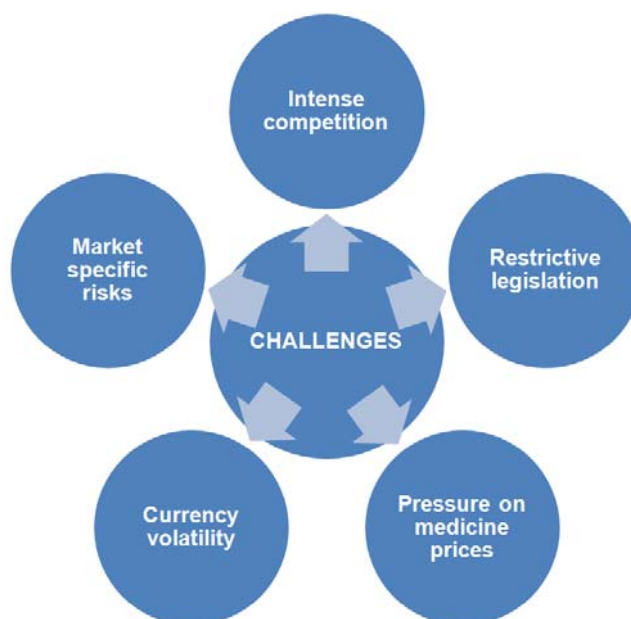 Intense
competition
Market
specific
risks
Restrictive
legislation
CHALLENGES
Currency
volatility
Pressure on
medicine
prices